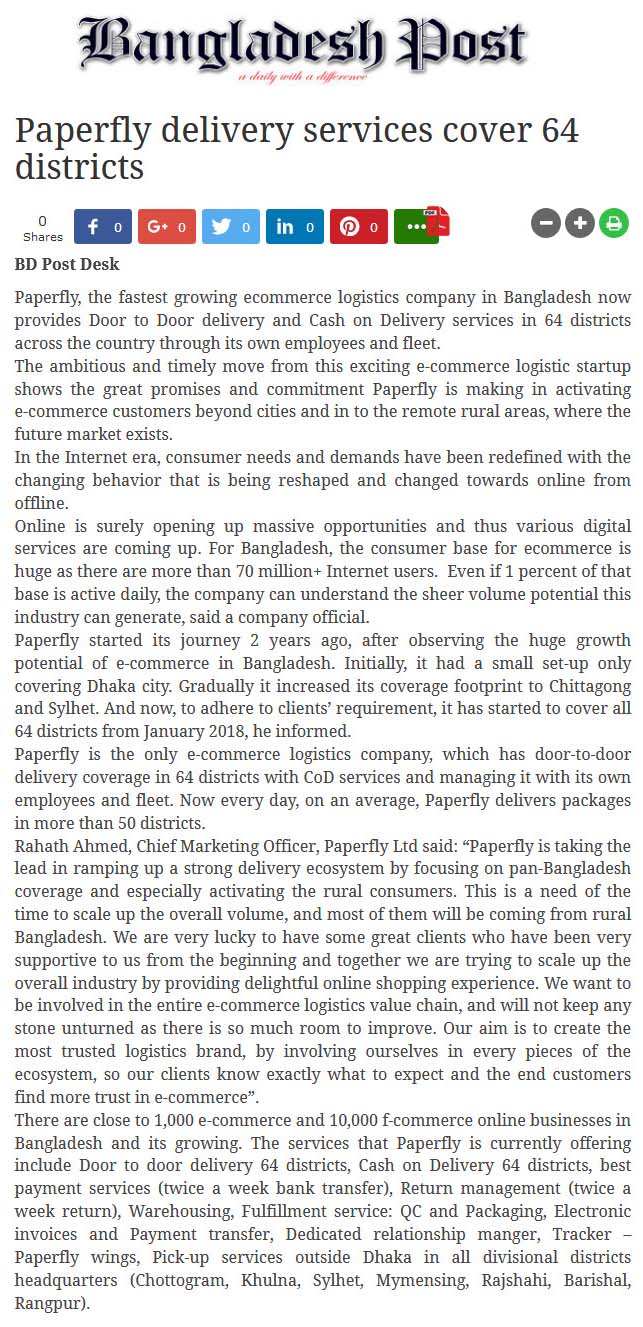 Bangladesh Post
a daily with a difference
Paperfly delivery services cover 64
districts
0
Shares
f 0
G+ 0
0
in 0
0
PDF
BD Post Desk
Paperfly, the fastest growing ecommerce logistics company in Bangladesh now
provides Door to Door delivery and Cash on Delivery services in 64 districts
across the country through its own employees and fleet.
The ambitious and timely move from this exciting e-commerce logistic startup
shows the great promises and commitment Paperfly is making in activating
e-commerce customers beyond cities and in to the remote rural areas, where the
future market exists.
In the Internet era, consumer needs and demands have been redefined with the
changing behavior that is being reshaped and changed towards online from
offline.
Online is surely opening up massive opportunities and thus various digital
services are coming up. For Bangladesh, the consumer base for ecommerce is
huge as there are more than 70 million+ Internet users.  Even if 1 percent of that
base is active daily, the company can understand the sheer volume potential this
industry can generate, said a company official.
Paperfly started its journey 2 years ago, after observing the huge growth
potential of e-commerce in Bangladesh. Initially, it had a small set-up only
covering Dhaka city. Gradually it increased its coverage footprint to Chittagong
and Sylhet. And now, to adhere to clients’ requirement, it has started to cover all
64 districts from January 2018, he informed.
Paperfly is the only e-commerce logistics company, which has door-to-door
delivery coverage in 64 districts with CoD services and managing it with its own
employees and fleet. Now every day, on an average, Paperfly delivers packages
in more than 50 districts.
Rahath Ahmed, Chief Marketing Officer, Paperfly Ltd said: “Paperfly is taking the
lead in ramping up a strong delivery ecosystem by focusing on pan-Bangladesh
coverage and especially activating the rural consumers. This is a need of the
time to scale up the overall volume, and most of them will be coming from rural
Bangladesh. We are very lucky to have some great clients who have been very
supportive to us from the beginning and together we are trying to scale up the
overall industry by providing delightful online shopping experience. We want to
be involved in the entire e-commerce logistics value chain, and will not keep any
stone unturned as there is so much room to improve. Our aim is to create the
most trusted logistics brand, by involving ourselves in every pieces of the
ecosystem, so our clients know exactly what to expect and the end customers
find more trust in e-commerce”.
There are close to 1,000 e-commerce and 10,000 f-commerce online businesses in
Bangladesh and its growing. The services that Paperfly is currently offering
include Door to door delivery 64 districts, Cash on Delivery 64 districts, best
payment services (twice a week bank transfer), Return management (twice a
week return), Warehousing, Fulfillment service: QC and Packaging, Electronic
invoices and Payment transfer, Dedicated relationship manger, Tracker –
Paperfly wings, Pick-up services outside Dhaka in all divisional districts
headquarters (Chottogram, Khulna, Sylhet, Mymensing, Rajshahi, Barishal,
Rangpur).